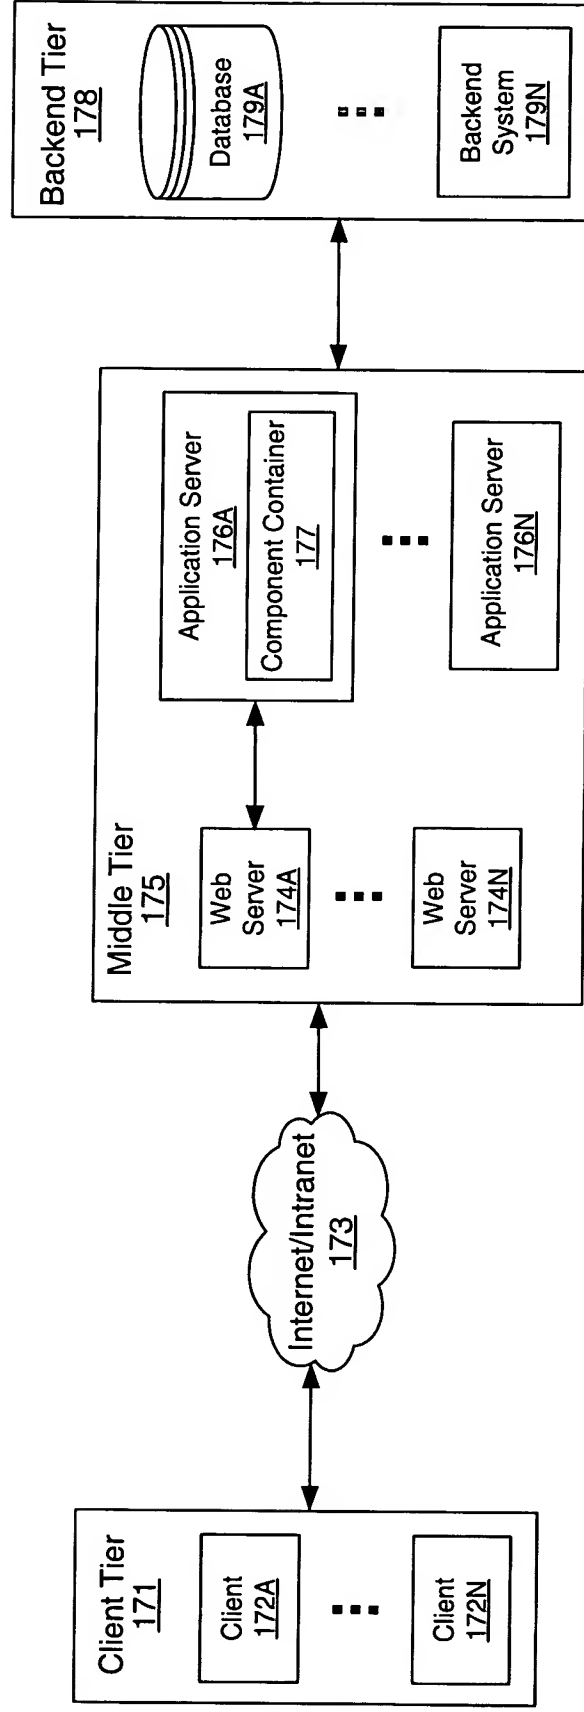 Client Tier
171
Client
172A
Client
172N
Internet/Intranet
173
Middle Tier
175
Web
Server
174A
Web
Server
174N
Application Server
176A
Component Container
177
Application Server
176N
Backend Tier
178
Database
179A
Backend
System
179N